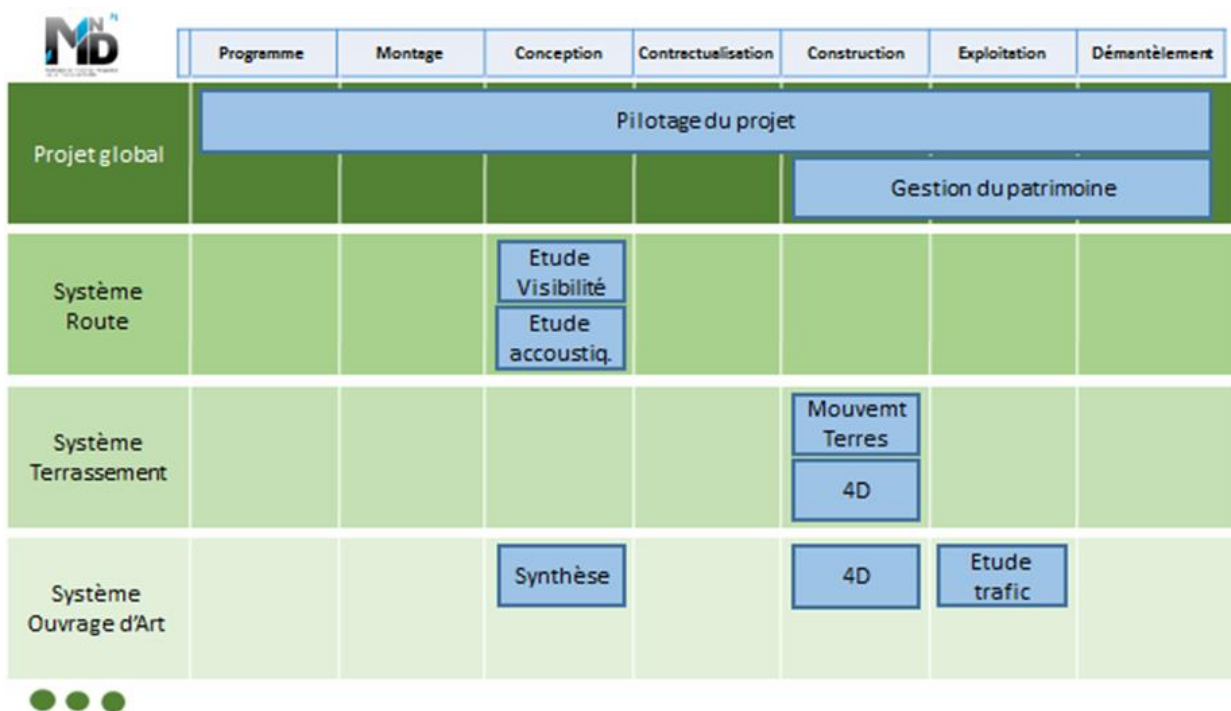 MND
Programme
Montage
Conception
Contractualisation
Construction
Exploitation
Démantèlement
Projet global
Pilotage du projet
Gestion du patrimoine
Système
Route
Etude
Visibilité
Etude
accoustiq.
Système
Terrassement
Mouvemt
Terres
4D
Système
Ouvrage d’Art
Synthèse
4D
Etude
trafic